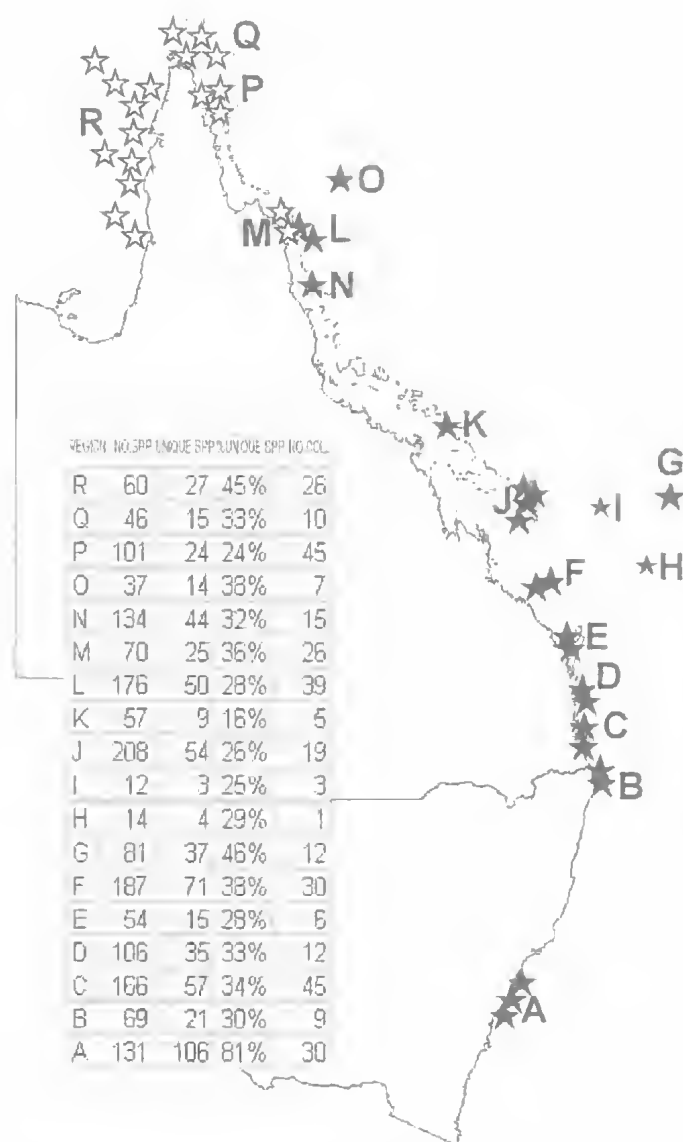 Q
P
R
O
M
L
N
K
G
J
I
H
F
E
D
C
B
A
REGION NO.SPP UNIQUE SPP %UNIQUE SPP NO.COL.
R 60 27 45% 26
Q 46 15 33% 10
P 101 24 24% 45
O 37 14 38% 7
N 134 44 32% 15
M 70 25 36% 26
L 176 50 28% 39
K 57 9 16% 5
J 208 54 26% 19
I 12 3 25% 3
H 14 4 29% 1
G 81 37 46% 12
F 187 71 38% 30
E 54 15 28% 6
D 106 35 33% 12
C 166 57 34% 45
B 69 21 30% 9
A 131 106 81% 30